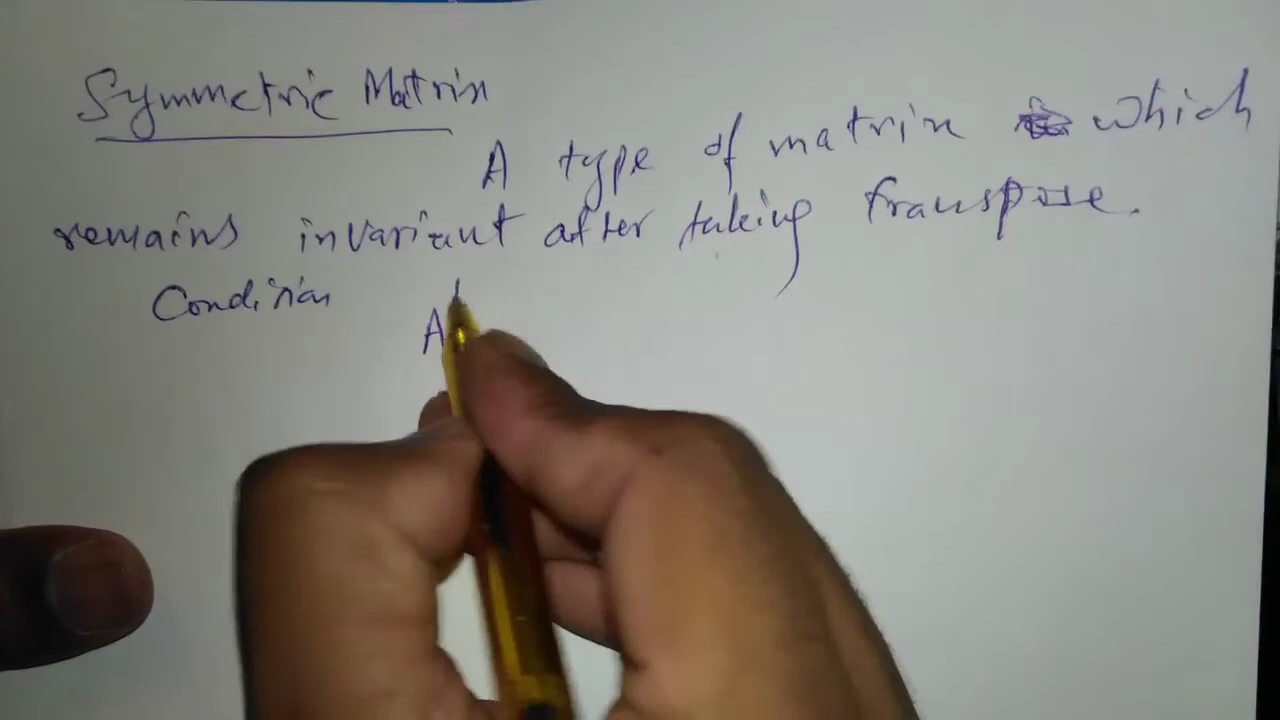 Symmetric Matrix
A type of matrix which
remains invariant after taking transpose.
Condition
A